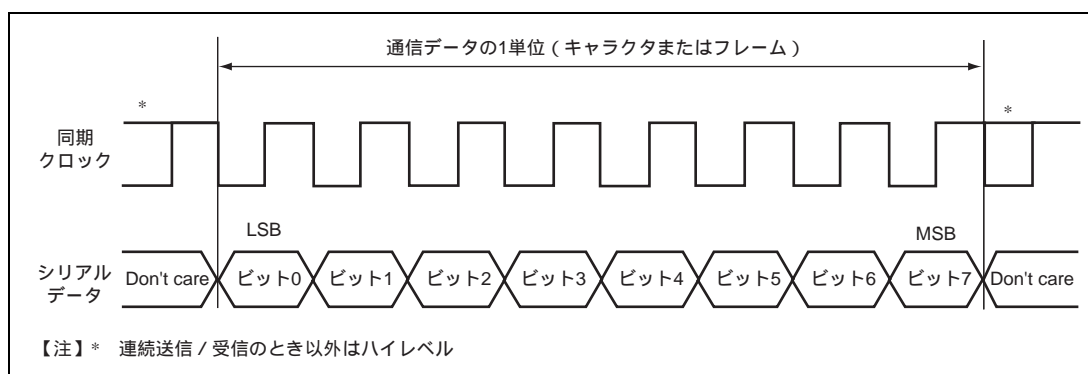 通信データの1単位（キャラクタまたはフレーム）
*
*
同期
クロック
LSB
MSB
シリアル
データ
Don't care
ビット0
ビット1
ビット2
ビット3
ビット4
ビット5
ビット6
ビット7
Don't care
【注】* 連続送信 / 受信のとき以外はハイレベル